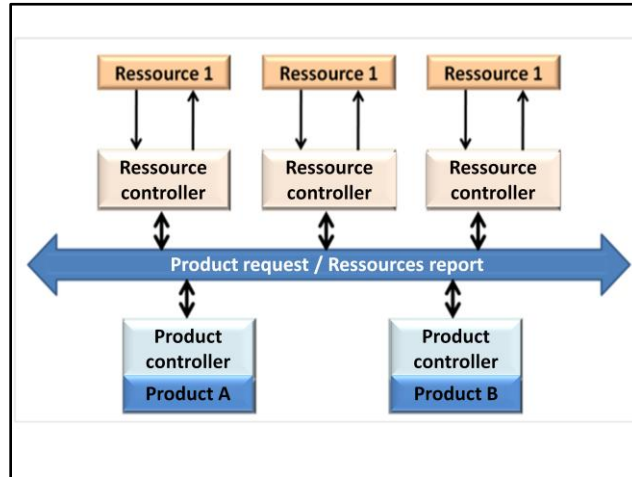 Ressource 1
Ressource 1
Ressource 1
Ressource
controller
Ressource
controller
Ressource
controller
Product request / Ressources report
Product
controller
Product A
Product
controller
Product B